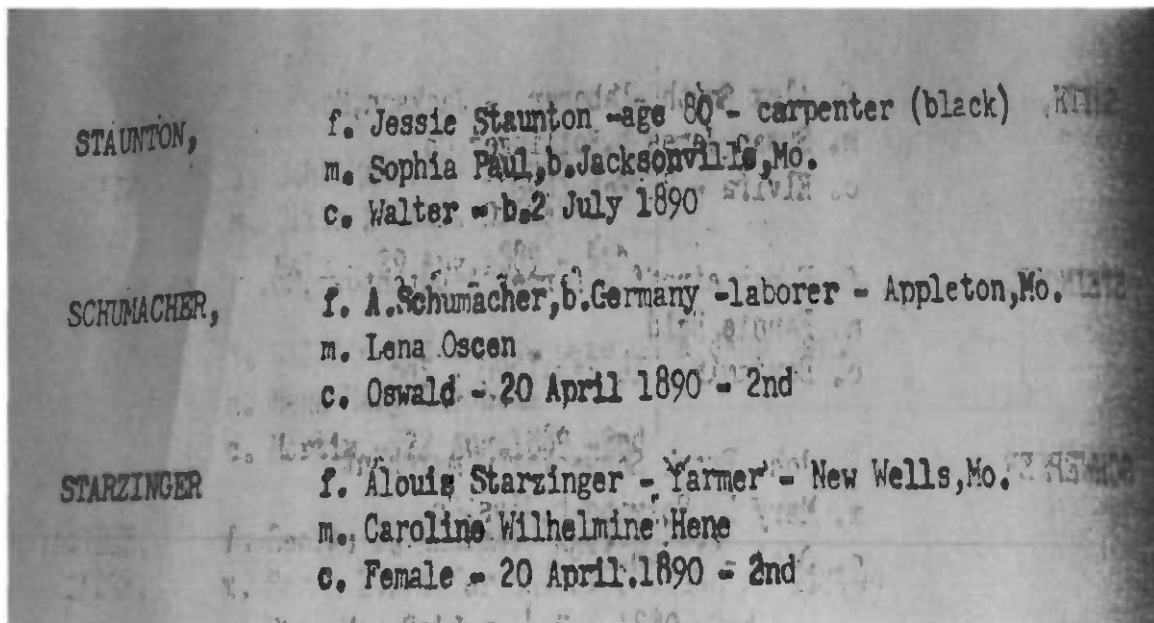 STAUNTON, f. Jessie Staunton -age 80 - carpenter (black)
m. Sophia Paul,b.Jacksonville,Mo.
c. Walter - b.2 July 1890
SCHUMACHER, f. A.Schumacher,b.Germany -laborer - Appleton,Mo.
m. Lena Oscen
c. Oswald - 20 April 1890 - 2nd
STARZINGER f. Alouis Starzinger - farmer - New Wells,Mo.
m. Caroline Wilhelmine Hene
c. Female - 20 April.1890 - 2nd